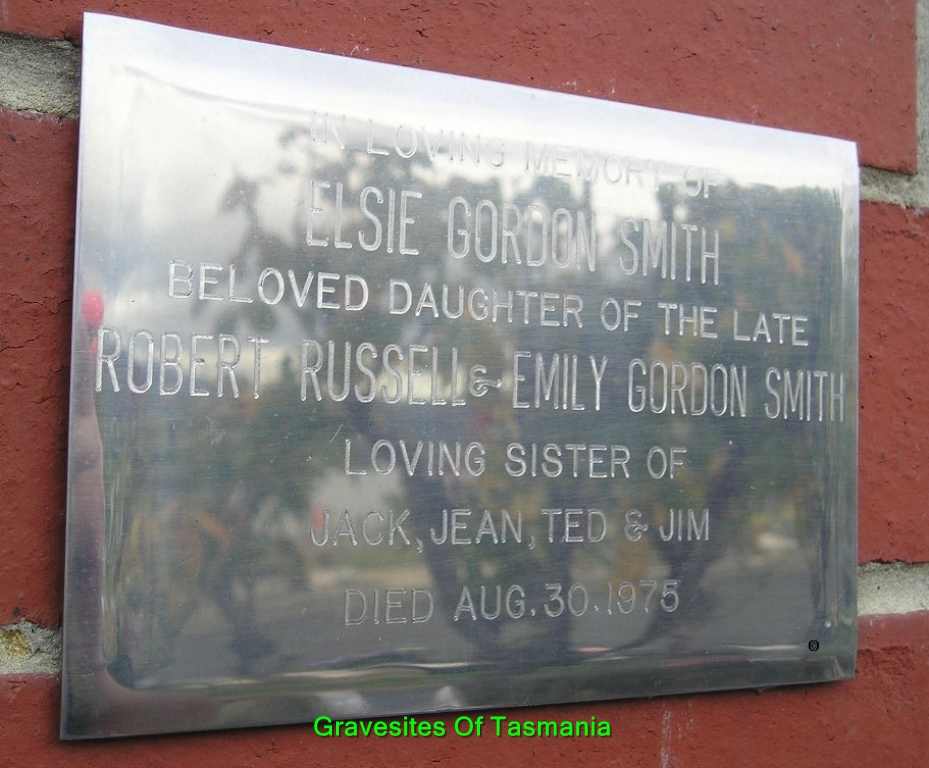 IN LOVING MEMORY OF
ELSIE GORDON SMITH
BELOVED DAUGHTER OF THE LATE
ROBERT RUSSELL & EMILY GORDON SMITH
LOVING SISTER OF
JACK, JEAN, TED & JIM
DIED AUG. 30. 1975
Gravesites Of Tasmania